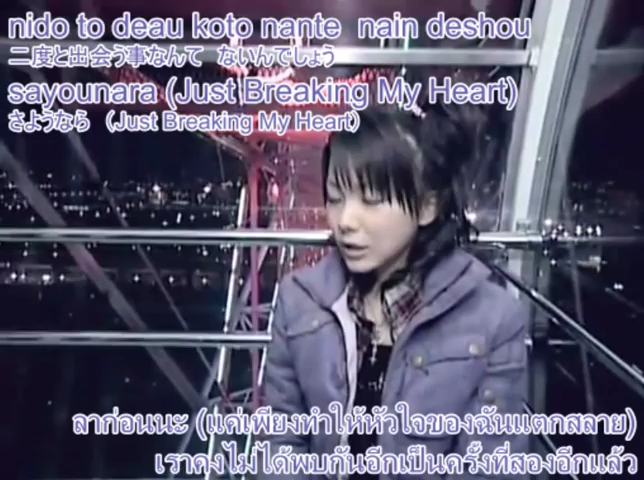 nido to deau koto nante nain deshou
二度と出会う事なんて ないんでしょう
sayounara (Just Breaking My Heart)
さようなら (Just Breaking My Heart)
ลาก่อนนะ (แค่เพียงทำให้หัวใจของฉันแตกสลาย)
เราคงไม่ได้พบกันอีกเป็นครั้งที่สองอีกแล้ว